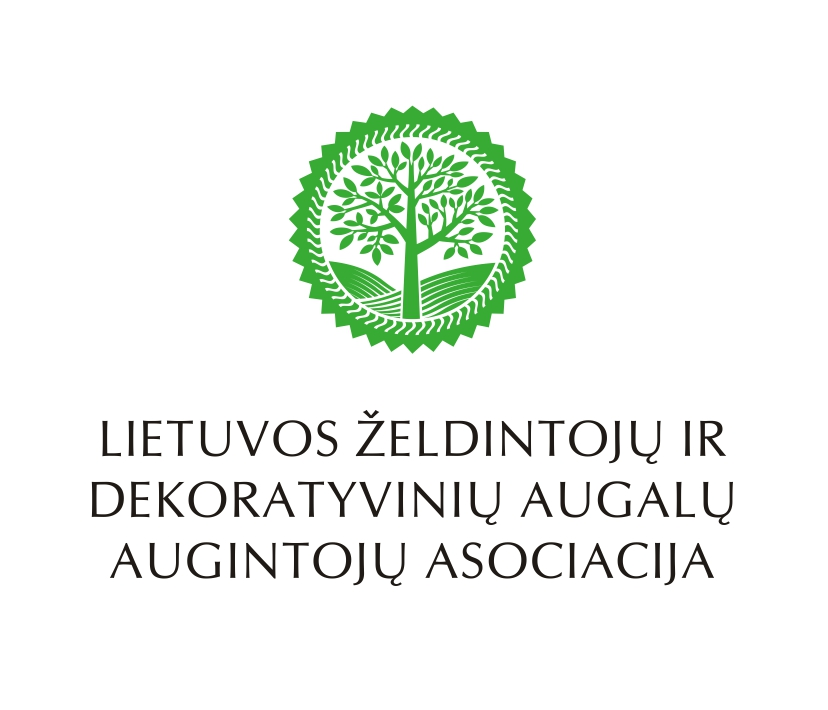 LIETUVOS ŽELDINTOJŲ IR
DEKORATYVINIŲ AUGALŲ
AUGINTOJŲ ASOCIACIJA